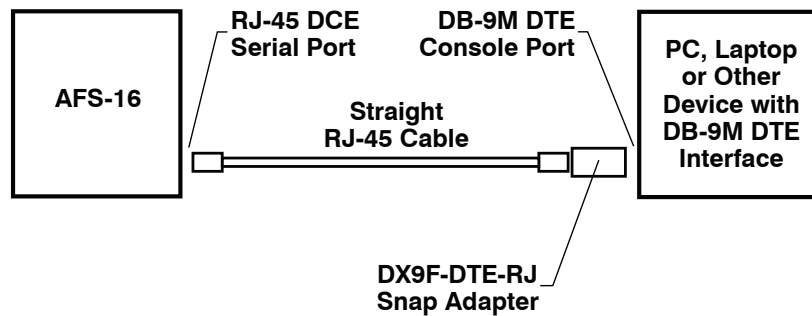 RJ-45 DCE
Serial Port
DB-9M DTE
Console Port
AFS-16
PC, Laptop
or Other
Device with
DB-9M DTE
Interface
Straight
RJ-45 Cable
DX9F-DTE-RJ
Snap Adapter